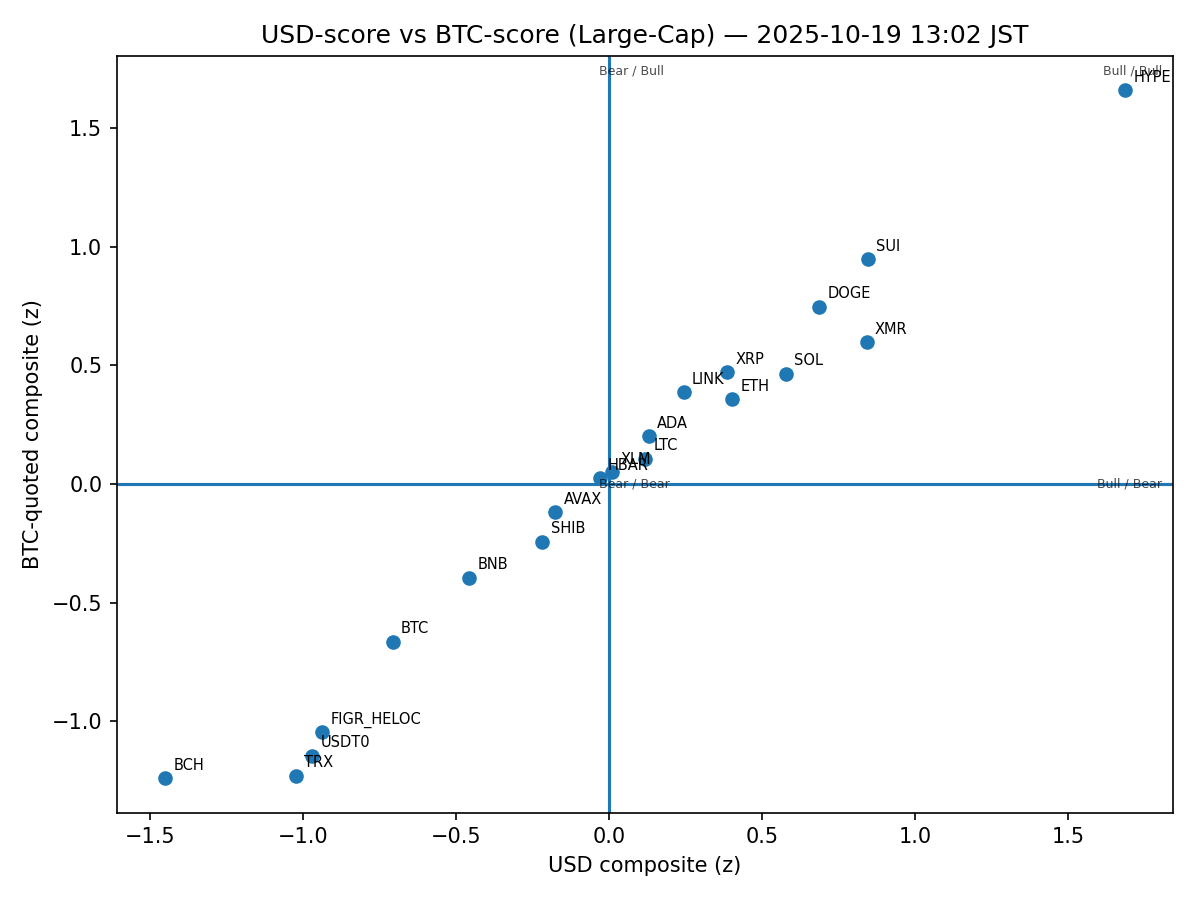 USD-score vs BTC-score (Large-Cap) — 2025-10-19 13:02 JST
Bear / Bull
Bull / Bull
HYPE
SUI
DOGE
XMR
XRP
SOL
LINK
ETH
ADA
LTC
XLM
HBAR
Bear / Bear
Bull / Bear
AVAX
SHIB
BNB
BTC
FIGR_HELOC
USDT0
TRX
BCH
1.5
1.0
0.5
0.0
−0.5
−1.0
BTC-quoted composite (z)
−1.5
−1.0
−0.5
0.0
0.5
1.0
1.5
USD composite (z)